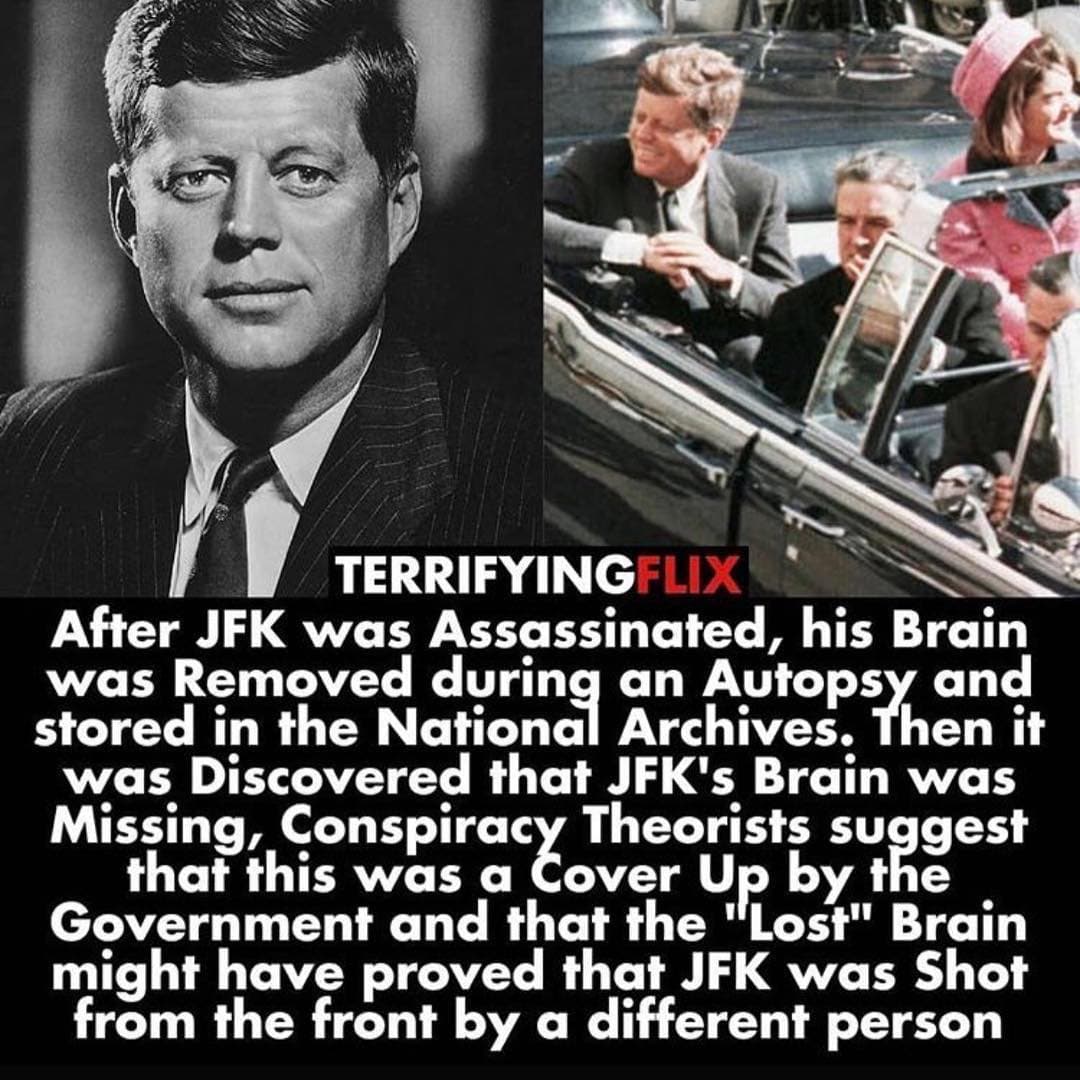 TERRIFYINGFLIX
After JFK was Assassinated, his Brain
was Removed during an Autopsy and
stored in the National Archives. Then it
was Discovered that JFK's Brain was
Missing, Conspiracy Theorists suggest
that this was a Cover Up by the
Government and that the "Lost" Brain
might have proved that JFK was Shot
from the front by a different person